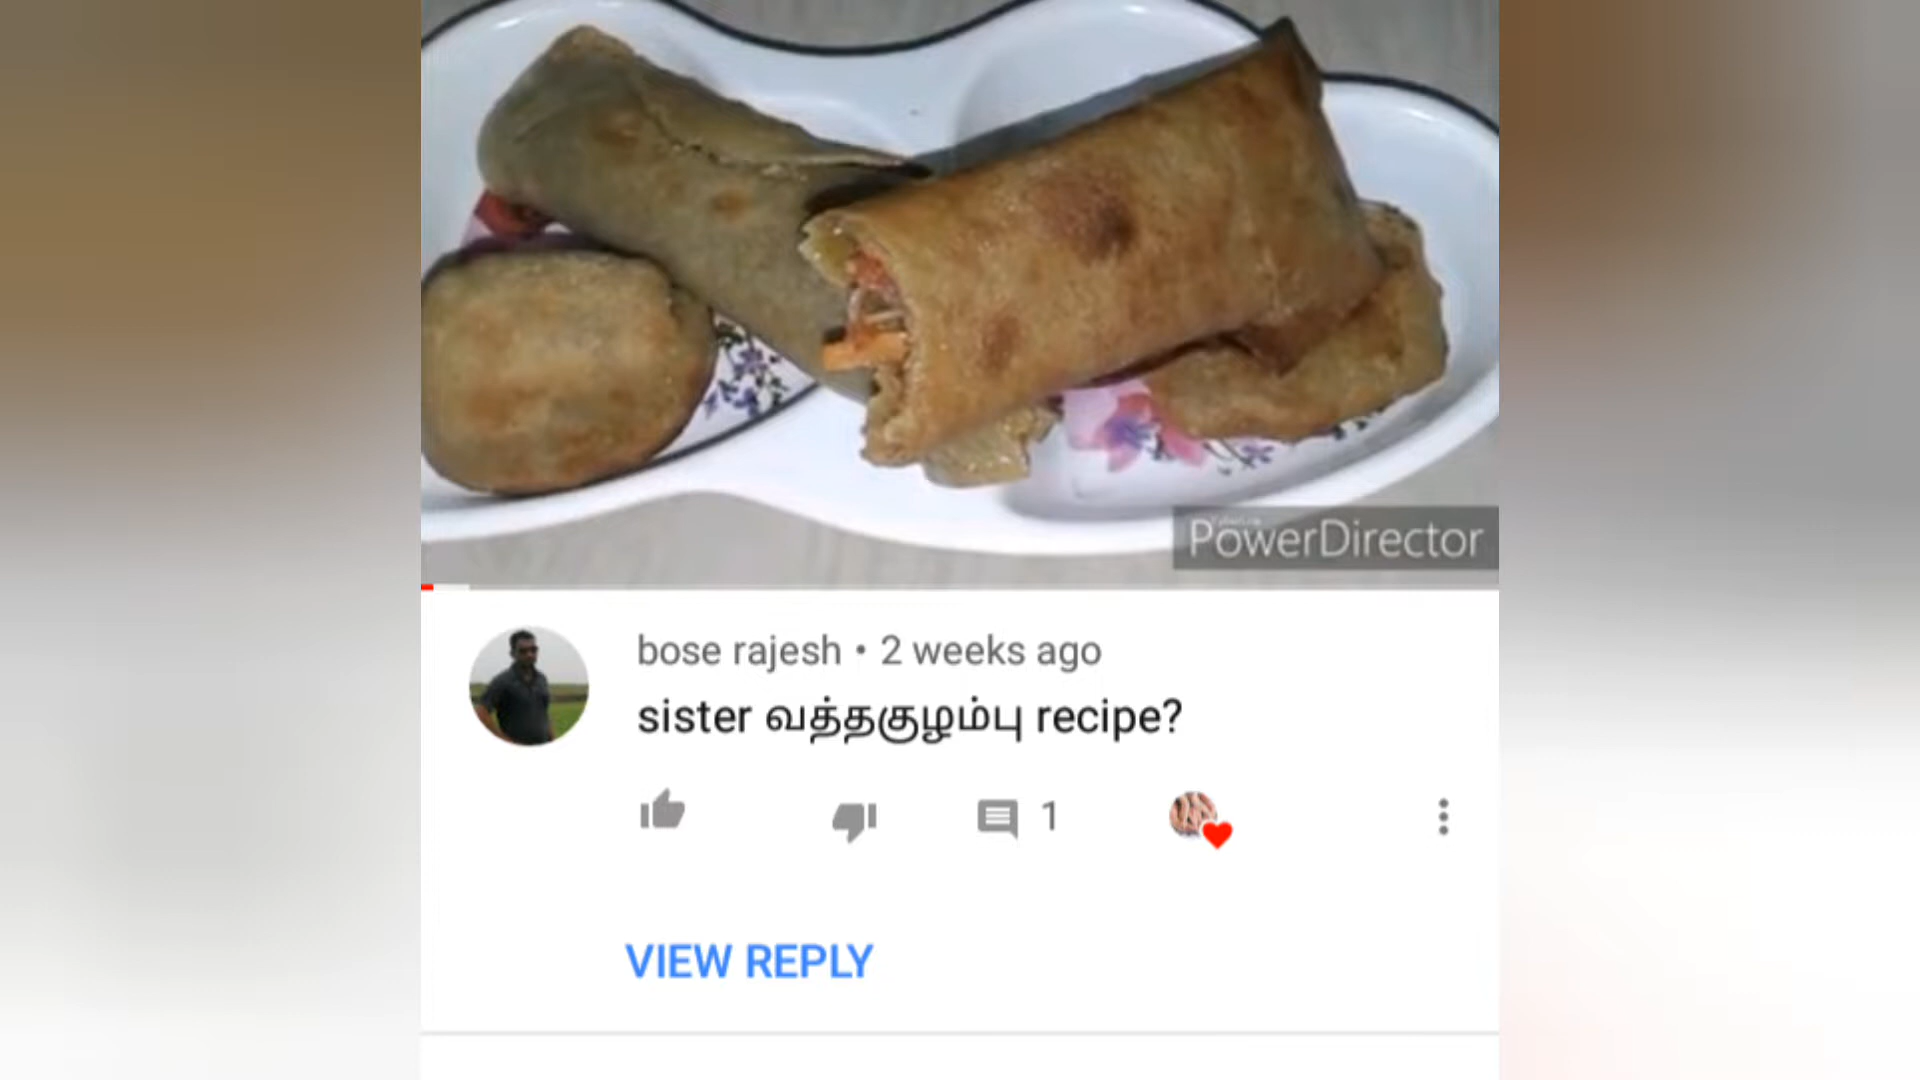 PowerDirector
bose rajesh • 2 weeks ago
sister வத்தகுழம்பு recipe?
1
VIEW REPLY